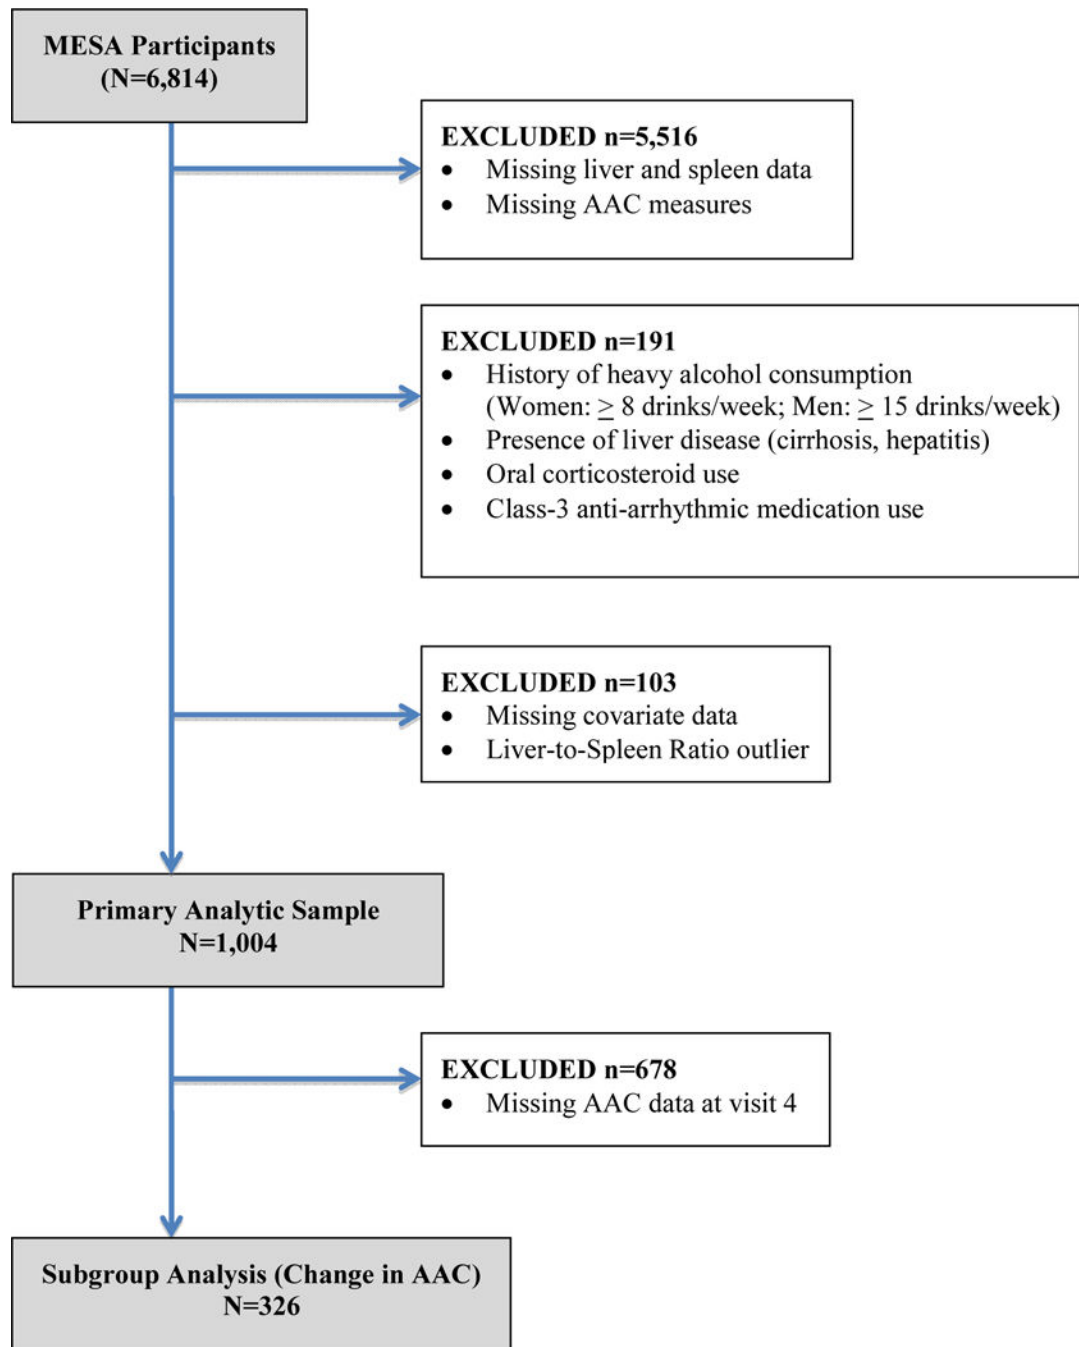 MESA Participants
(N=6,814)
EXCLUDED n=5,516
• Missing liver and spleen data
• Missing AAC measures
EXCLUDED n=191
• History of heavy alcohol consumption
(Women: ≥ 8 drinks/week; Men: ≥ 15 drinks/week)
• Presence of liver disease (cirrhosis, hepatitis)
• Oral corticosteroid use
• Class-3 anti-arrhythmic medication use
EXCLUDED n=103
• Missing covariate data
• Liver-to-Spleen Ratio outlier
Primary Analytic Sample
N=1,004
EXCLUDED n=678
• Missing AAC data at visit 4
Subgroup Analysis (Change in AAC)
N=326